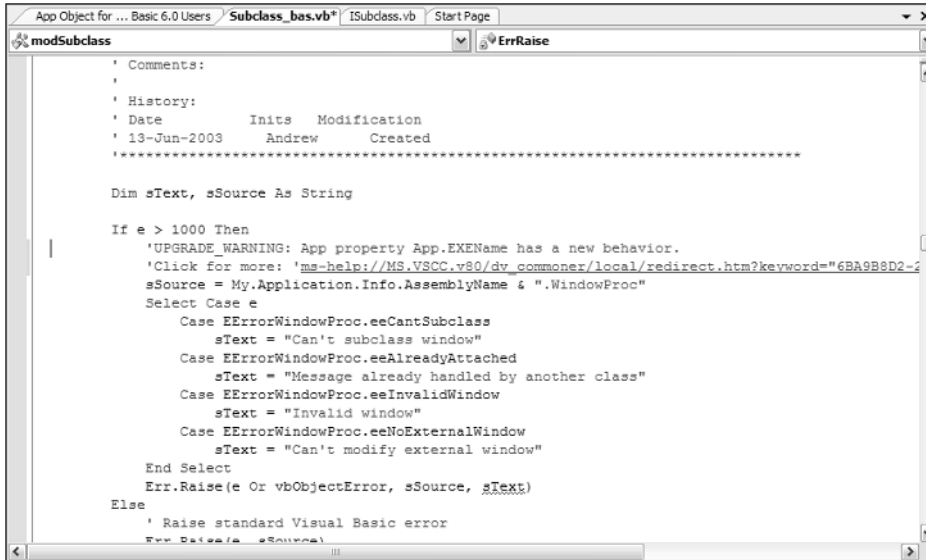 App Object for ... Basic 6.0 Users Subclass_bas.vb* ISubclass.vb Start Page
modSubclass ErrRaise
' Comments:
'
' History:
' Date Inits Modification
' 13-Jun-2003 Andrew Created
'*******************************************************************************
Dim sText, sSource As String
If e > 1000 Then
'UPGRADE_WARNING: App property App.EXEName has a new behavior.
'Click for more: 'ms-help://MS.VSCC.v80/dv_commoner/local/redirect.htm?keyword="6BA9B8D2-2
sSource = My.Application.Info.AssemblyName & ".WindowProc"
Select Case e
Case EErrorWindowProc.eeCantSubclass
sText = "Can't subclass window"
Case EErrorWindowProc.eeAlreadyAttached
sText = "Message already handled by another class"
Case EErrorWindowProc.eeInvalidWindow
sText = "Invalid window"
Case EErrorWindowProc.eeNoExternalWindow
sText = "Can't modify external window"
End Select
Err.Raise(e Or vbObjectError, sSource, sText)
Else
' Raise standard Visual Basic error
Err.Raise(e, sSource)